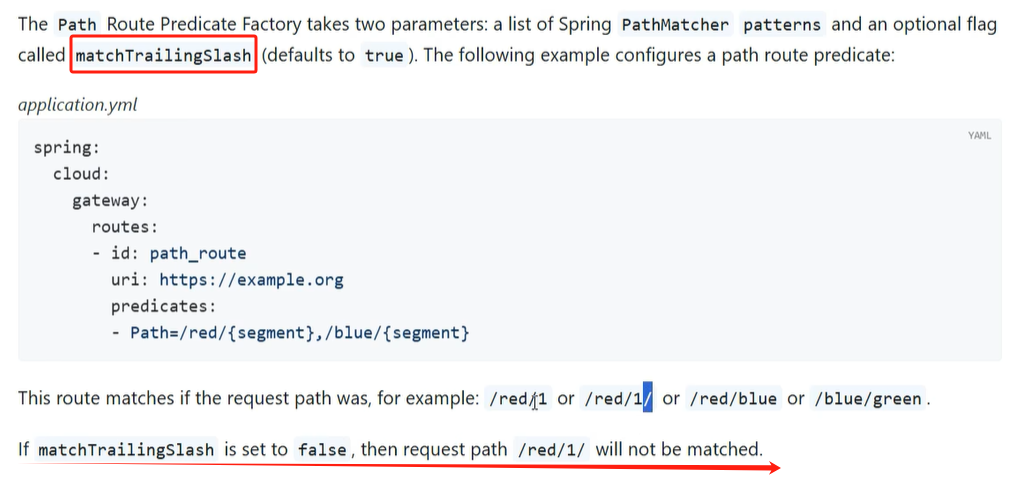 The Path Route Predicate Factory takes two parameters: a list of Spring PathMatcher patterns and an optional flag
called matchTrailingSlash (defaults to true ). The following example configures a path route predicate:
application.yml
YAML
spring:
  cloud:
    gateway:
      routes:
      - id: path_route
        uri: https://example.org
        predicates:
        - Path=/red/{segment},/blue/{segment}
This route matches if the request path was, for example: /red/1 or /red/1/ or /red/blue or /blue/green .
If matchTrailingSlash is set to false , then request path /red/1/ will not be matched.